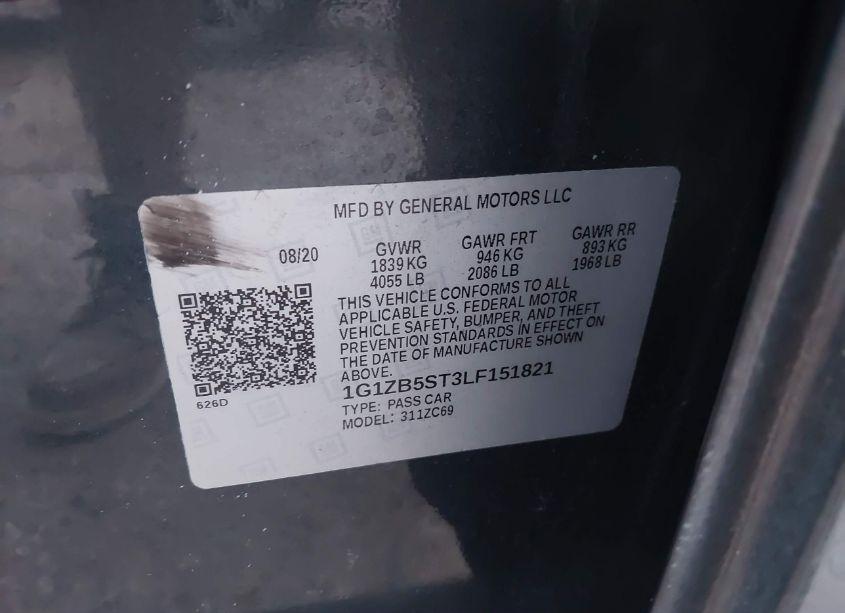 MFD BY GENERAL MOTORS LLC
08/20 GVWR GAWR FRT GAWR RR
1839 KG 946 KG 893 KG
4055 LB 2086 LB 1968 LB
THIS VEHICLE CONFORMS TO ALL
APPLICABLE U.S. FEDERAL MOTOR
VEHICLE SAFETY, BUMPER, AND THEFT
PREVENTION STANDARDS IN EFFECT ON
THE DATE OF MANUFACTURE SHOWN
ABOVE.
1G1ZB5ST3LF151821
TYPE: PASS CAR
MODEL: 311ZC69
626D